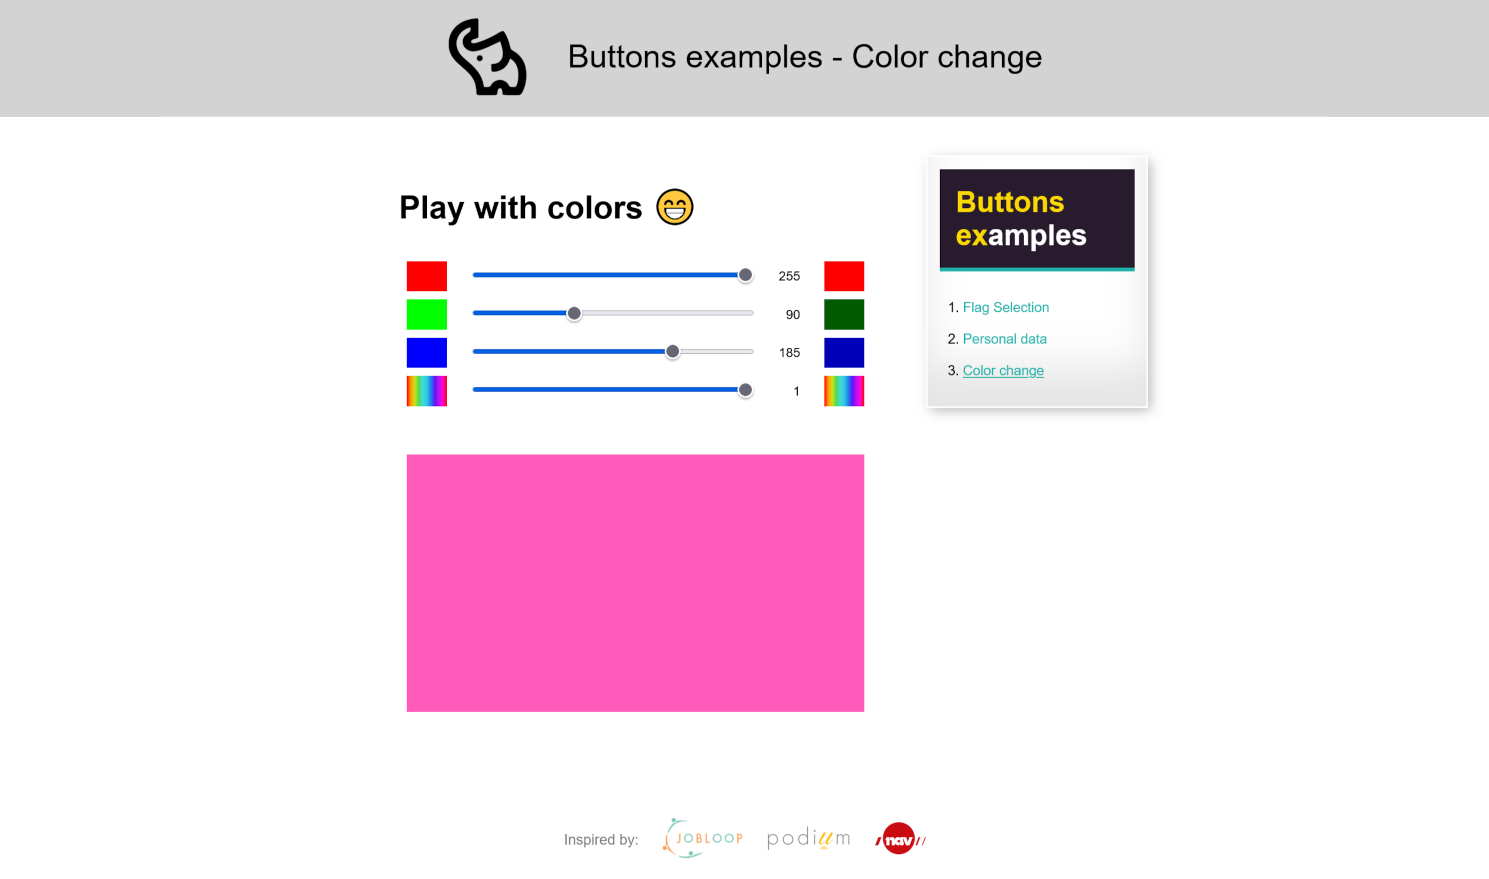 Buttons examples - Color change
Play with colors
255
90
185
1
Buttons
examples
1. Flag Selection
2. Personal data
3. Color change
Inspired by:
JOBLOOP
podium
nav